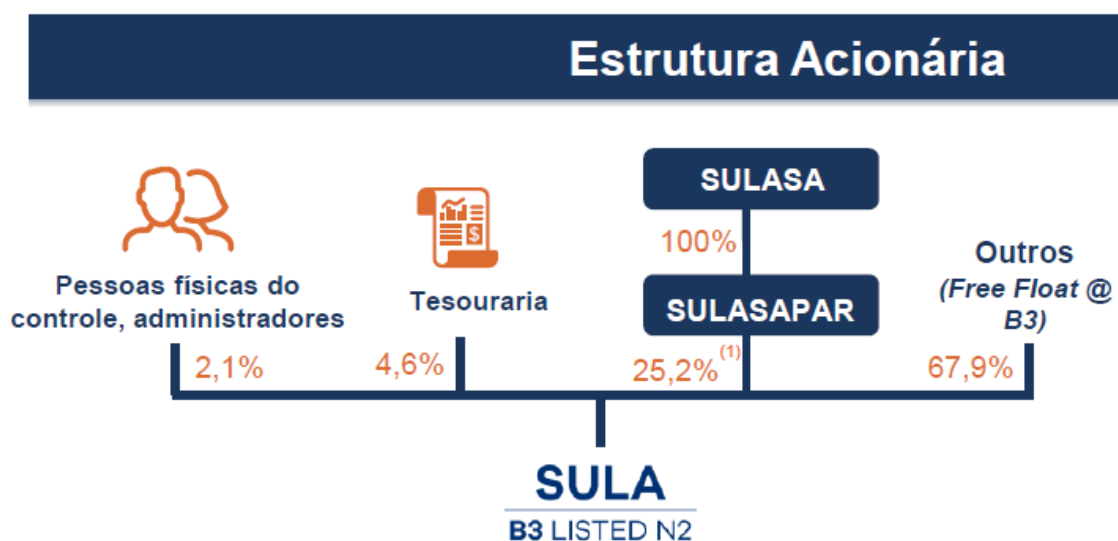 Estrutura Acionária
Pessoas físicas do
controle, administradores
2,1%
Tesouraria
4,6%
$
SULASA
100%
SULASAPAR
25,2% (1)
Outros
(Free Float @
B3)
67,9%
SULA
B3 LISTED N2